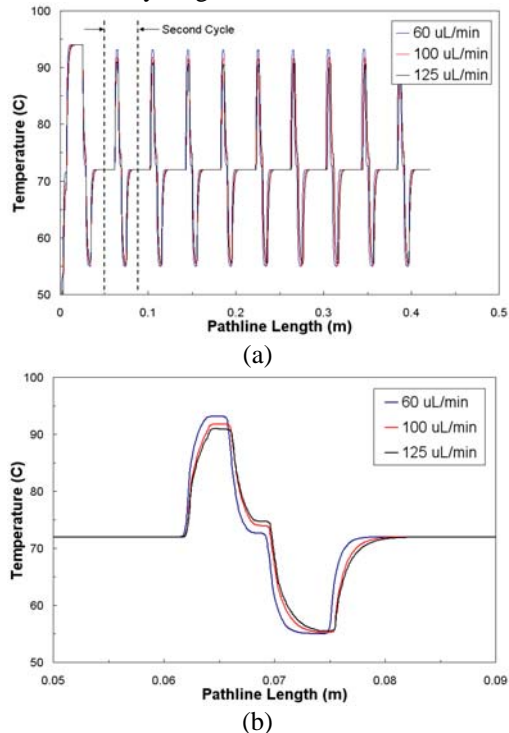 Second Cycle
60 uL/min
100 uL/min
125 uL/min
Temperature (C)
100
90
80
70
60
50
0
0.1
0.2
0.3
0.4
0.5
Pathline Length (m)
(a)
60 uL/min
100 uL/min
125 uL/min
Temperature (C)
100
90
80
70
60
50
0.05
0.06
0.07
0.08
0.09
Pathline Length (m)
(b)